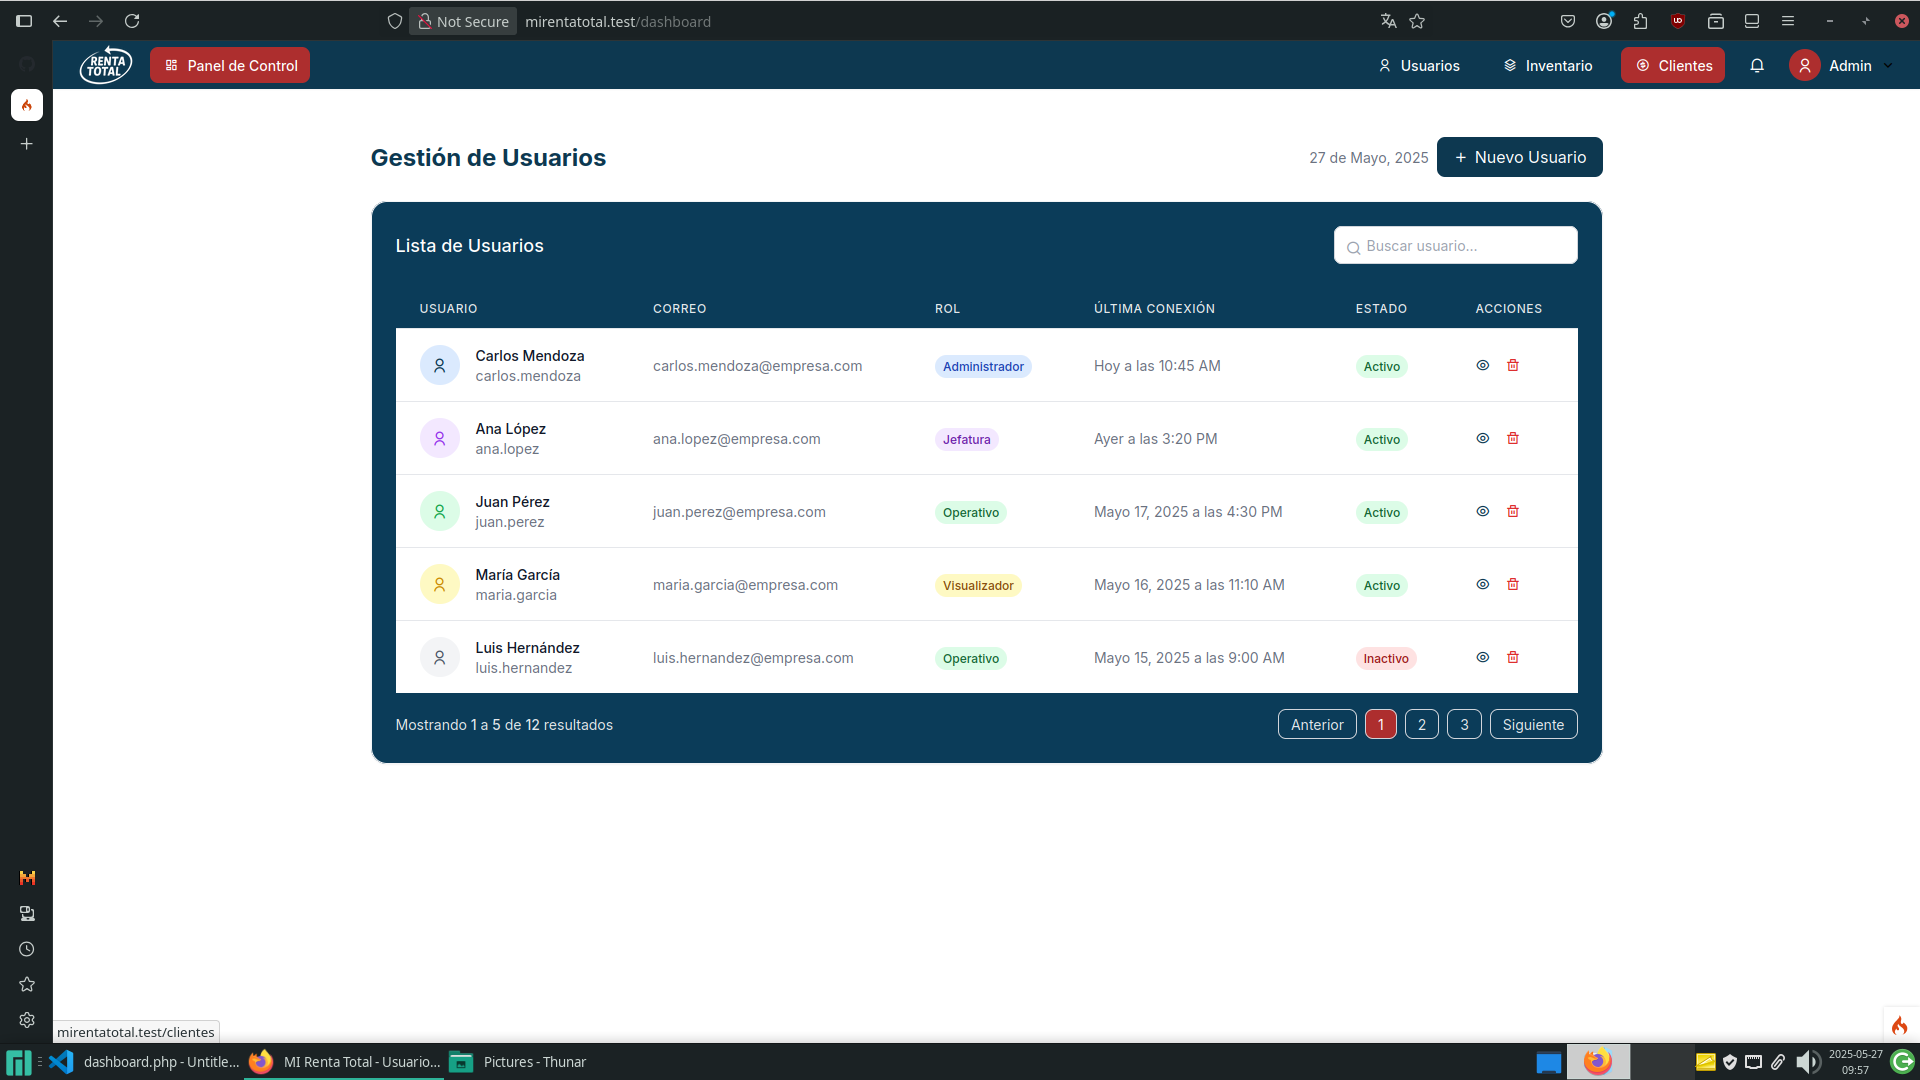 Not Secure mirentatotal.test/dashboard
RENTA TOTAL
Panel de Control
Usuarios
Inventario
Clientes
Admin
Gestión de Usuarios
27 de Mayo, 2025
+ Nuevo Usuario
Lista de Usuarios
Buscar usuario...
USUARIO CORREO ROL ÚLTIMA CONEXIÓN ESTADO ACCIONES
Carlos Mendoza
carlos.mendoza
carlos.mendoza@empresa.com
Administrador
Hoy a las 10:45 AM
Activo
Ana López
ana.lopez
ana.lopez@empresa.com
Jefatura
Ayer a las 3:20 PM
Activo
Juan Pérez
juan.perez
juan.perez@empresa.com
Operativo
Mayo 17, 2025 a las 4:30 PM
Activo
María García
maria.garcia
maria.garcia@empresa.com
Visualizador
Mayo 16, 2025 a las 11:10 AM
Activo
Luis Hernández
luis.hernandez
luis.hernandez@empresa.com
Operativo
Mayo 15, 2025 a las 9:00 AM
Inactivo
Mostrando 1 a 5 de 12 resultados
Anterior 1 2 3 Siguiente
mirentatotal.test/clientes
dashboard.php - Untitle...
MI Renta Total - Usuario...
Pictures - Thunar
2025-05-27
09:57